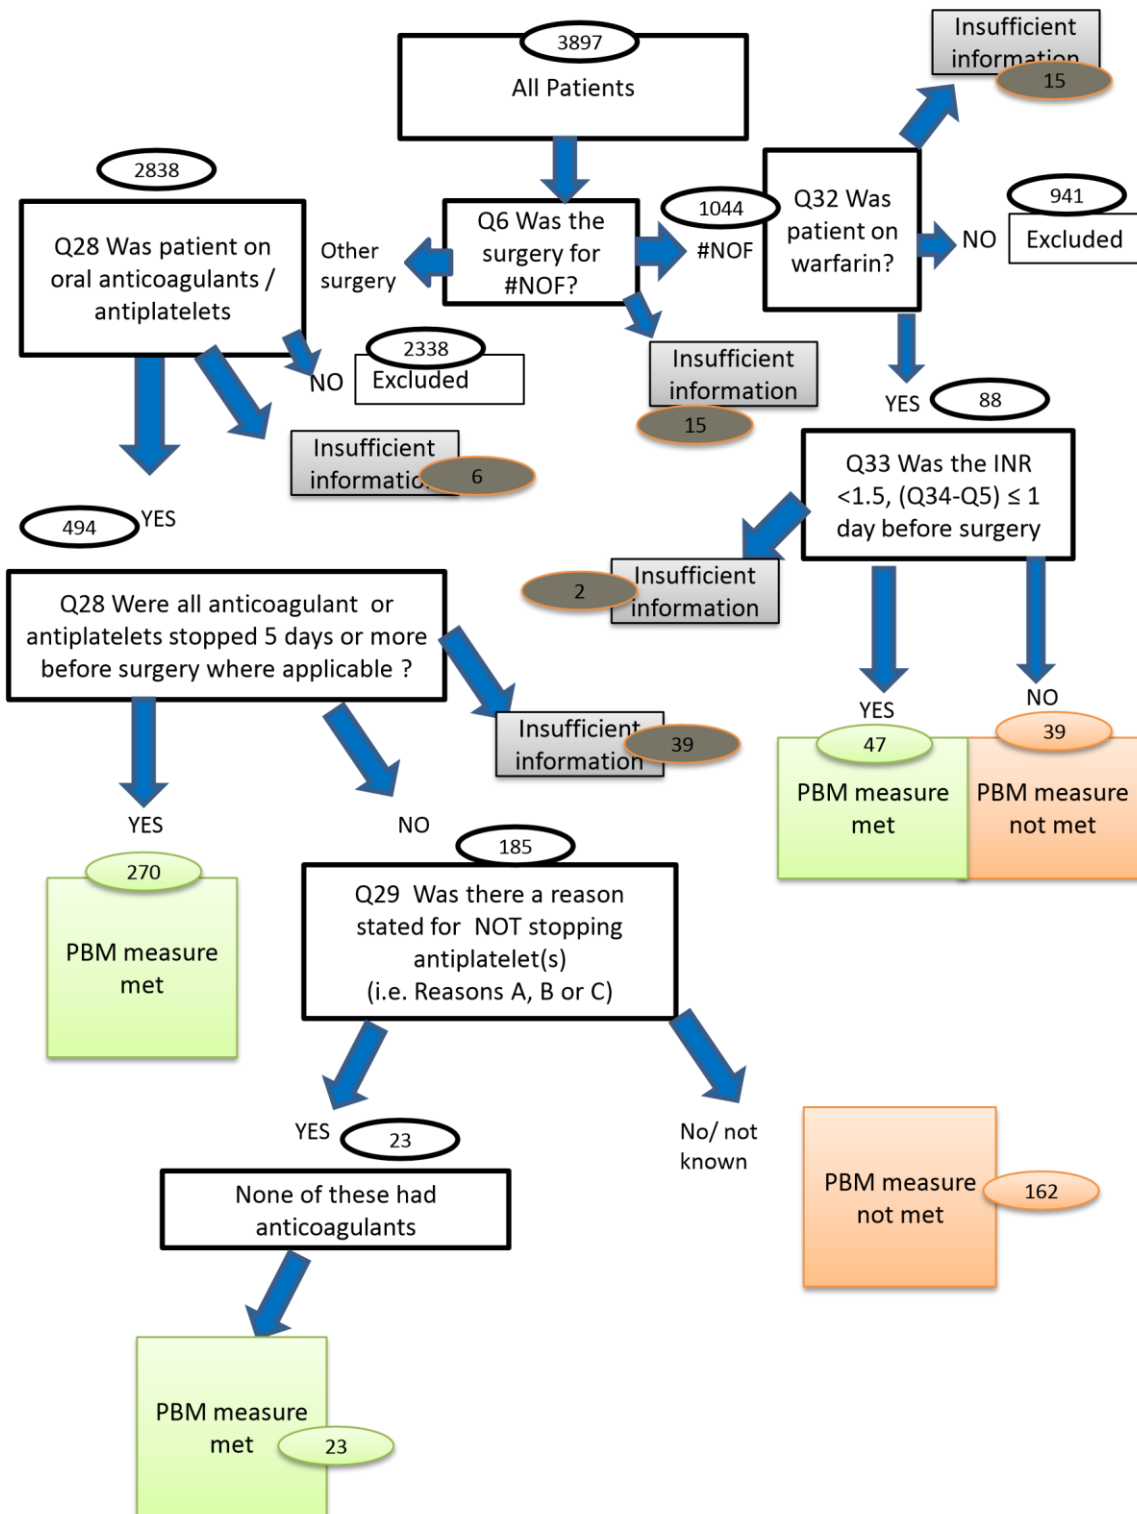 3897
All Patients
Insufficient
information
15
2838
Q28 Was patient on
oral anticoagulants /
antiplatelets
Other
surgery
Q6 Was the
surgery for
#NOF?
1044
#NOF
Q32 Was
patient on
warfarin?
941
NO
Excluded
2338
NO
Excluded
Insufficient
information
15
YES
88
Insufficient
information
6
494
YES
Q33 Was the INR
<1.5, (Q34-Q5) ≤ 1
day before surgery
2
Insufficient
information
Q28 Were all anticoagulant or
antiplatelets stopped 5 days or more
before surgery where applicable ?
Insufficient
information
39
YES
NO
47
PBM measure
met
39
PBM measure
not met
YES
NO
270
PBM measure
met
185
Q29 Was there a reason
stated for NOT stopping
antiplatelet(s)
(i.e. Reasons A, B or C)
YES
23
No/ not
known
None of these had
anticoagulants
PBM measure
not met
162
PBM measure
met
23